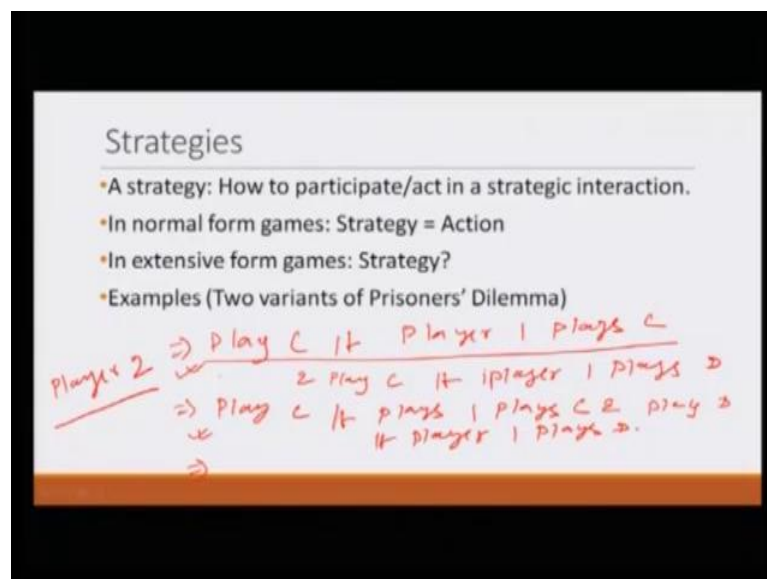 Strategies
•A strategy: How to participate/act in a strategic interaction.
•In normal form games: Strategy = Action
•In extensive form games: Strategy?
•Examples (Two variants of Prisoners' Dilemma)
Player 2 ⇒ Play C If Player 1 plays C
& Play C If player 1 plays D
⇒ Play C If plays 1 plays C & play D
If player 1 plays D.
⇒